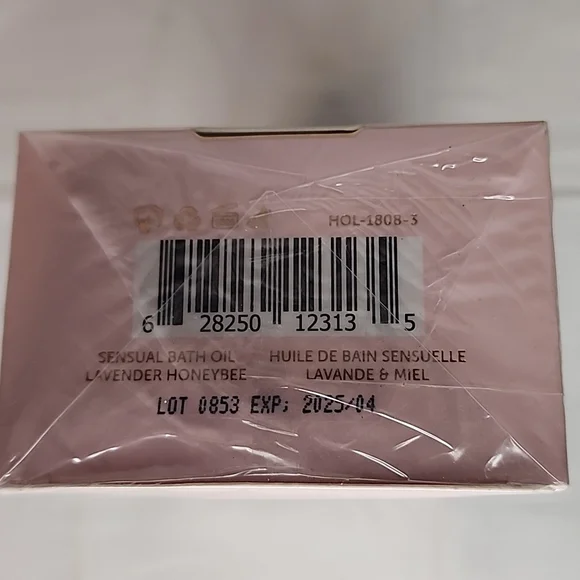 HOL-1808-3
6 28250 12313 5
SENSUAL BATH OIL HUILE DE BAIN SENSUELLE
LAVENDER HONEYBEE LAVANDE & MIEL
LOT 0853 EXP: 2025/04